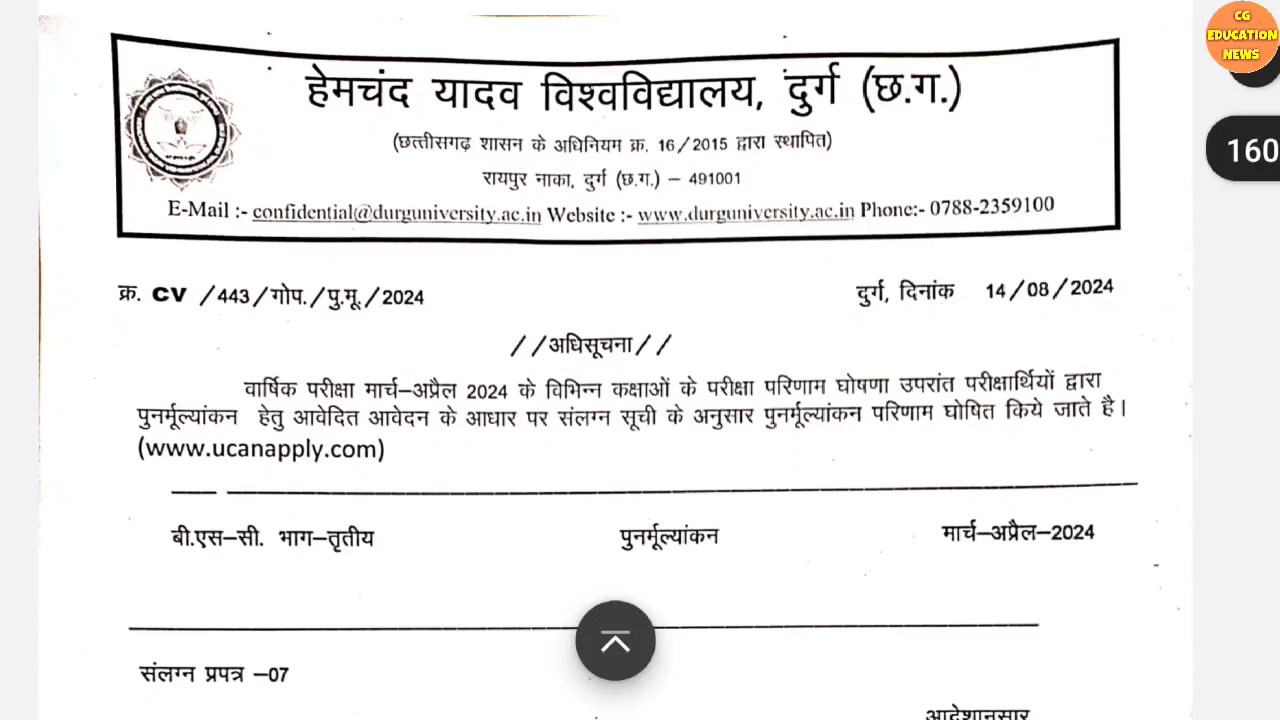 CG
EDUCATION
NEWS
160
हेमचंद यादव विश्वविद्यालय, दुर्ग (छ.ग.)
(छत्तीसगढ़ शासन के अधिनियम क्र. 16/2015 द्वारा स्थापित)
रायपुर नाका, दुर्ग (छ.ग.) – 491001
E-Mail :- confidential@durguniversity.ac.in Website :- www.durguniversity.ac.in Phone:- 0788-2359100
क्र. CV /443/गोप./पु.मू./2024 दुर्ग, दिनांक 14/08/2024
//अधिसूचना//
वार्षिक परीक्षा मार्च–अप्रैल 2024 के विभिन्न कक्षाओं के परीक्षा परिणाम घोषणा उपरांत परीक्षार्थियों द्वारा
पुनर्मूल्यांकन हेतु आवेदित आवेदन के आधार पर संलग्न सूची के अनुसार पुनर्मूल्यांकन परिणाम घोषित किये जाते है।
(www.ucanapply.com)
बी.एस–सी. भाग–तृतीय पुनर्मूल्यांकन मार्च–अप्रैल–2024
संलग्न प्रपत्र –07
आदेशानुसार